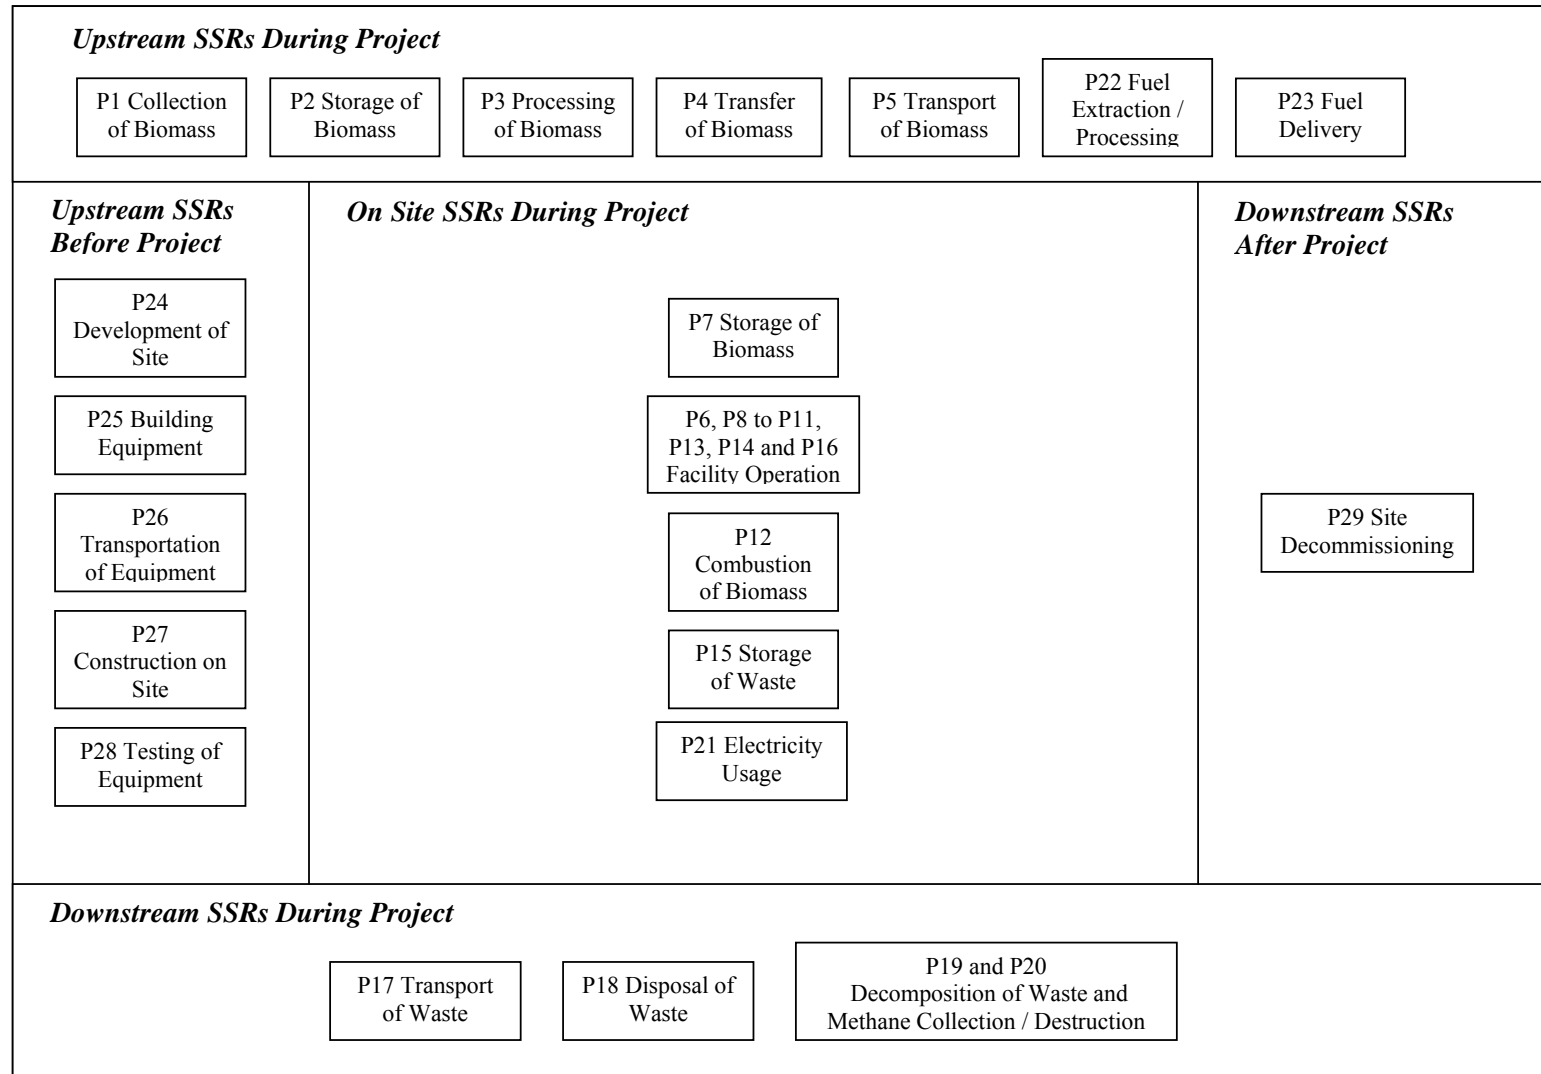 Upstream SSRs During Project
P1 Collection
of Biomass
P2 Storage of
Biomass
P3 Processing
of Biomass
P4 Transfer
of Biomass
P5 Transport
of Biomass
P22 Fuel
Extraction /
Processing
P23 Fuel
Delivery
Upstream SSRs
Before Project
P24
Development of
Site
P25 Building
Equipment
P26
Transportation
of Equipment
P27
Construction on
Site
P28 Testing of
Equipment
On Site SSRs During Project
P7 Storage of
Biomass
P6, P8 to P11,
P13, P14 and P16
Facility Operation
P12
Combustion
of Biomass
P15 Storage
of Waste
P21 Electricity
Usage
Downstream SSRs
After Project
P29 Site
Decommissioning
Downstream SSRs During Project
P17 Transport
of Waste
P18 Disposal of
Waste
P19 and P20
Decomposition of Waste and
Methane Collection / Destruction